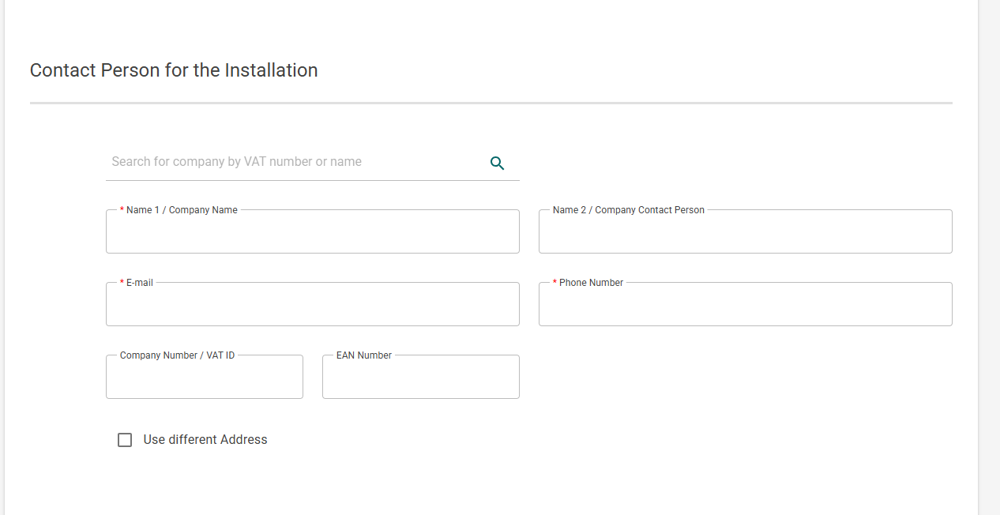 Contact Person for the Installation
Search for company by VAT number or name
* Name 1 / Company Name
Name 2 / Company Contact Person
* E-mail
* Phone Number
Company Number / VAT ID
EAN Number
Use different Address